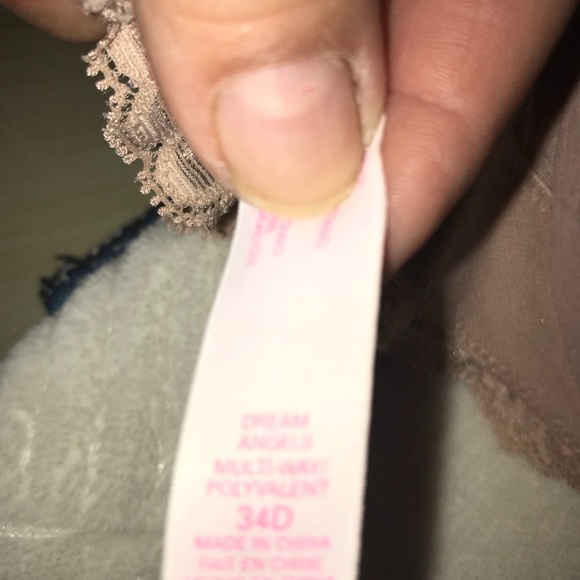 DREAM
ANGELS
MULTI-WAY/
POLYVALENT
34D
MADE IN CHINA
FAIT EN CHINE